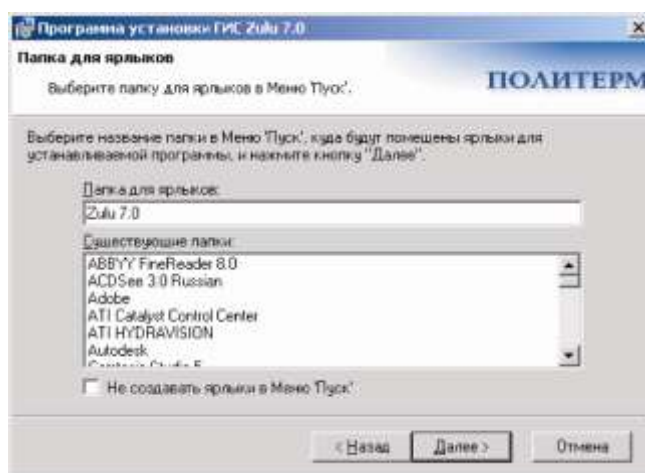 Программа установки ГИС Zulu 7.0
Папка для ярлыков
Выберите папку для ярлыков в Меню 'Пуск'.
ПОЛИТЕРМ
Выберите название папки в Меню 'Пуск', куда будут помещены ярлыки для
устанавливаемой программы, и нажмите кнопку "Далее".
Папка для ярлыков:
Zulu 7.0
Существующие папки:
ABBYY FineReader 8.0
ACDSee 3.0 Russian
Adobe
ATI Catalyst Control Center
ATI HYDRAVISION
Autodesk
Не создавать ярлыки в Меню 'Пуск'
< Назад
Далее >
Отмена